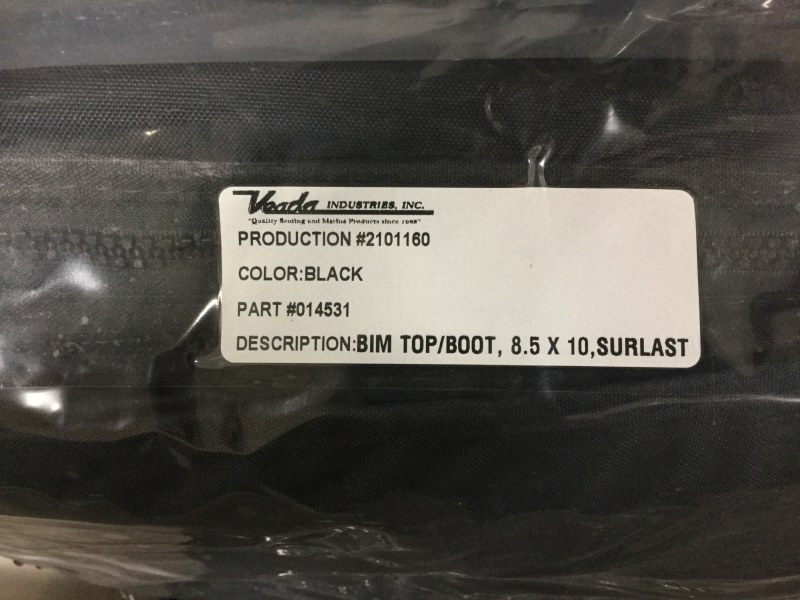 Veada INDUSTRIES, INC.
"Quality Seating and Marine Products since 1968"
PRODUCTION #2101160
COLOR:BLACK
PART #014531
DESCRIPTION:BIM TOP/BOOT, 8.5 X 10,SURLAST